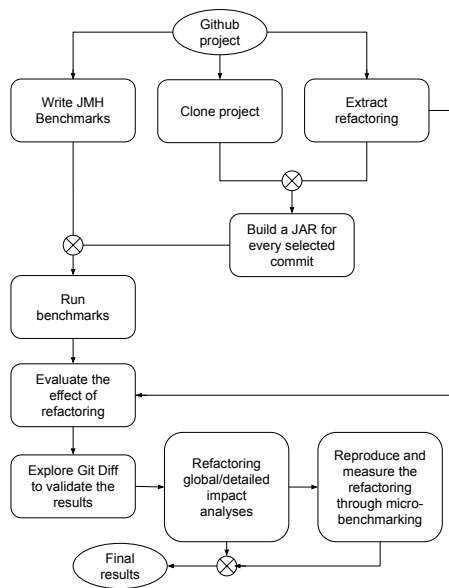 Github
project
Write JMH
Benchmarks
Clone project
Extract
refactoring
Build a JAR for
every selected
commit
Run
benchmarks
Evaluate the
effect of
refactoring
Explore Git Diff
to validate the
results
Refactoring
global/detailed
impact
analyses
Reproduce and
measure the
refactoring
through micro-
benchmarking
Final
results